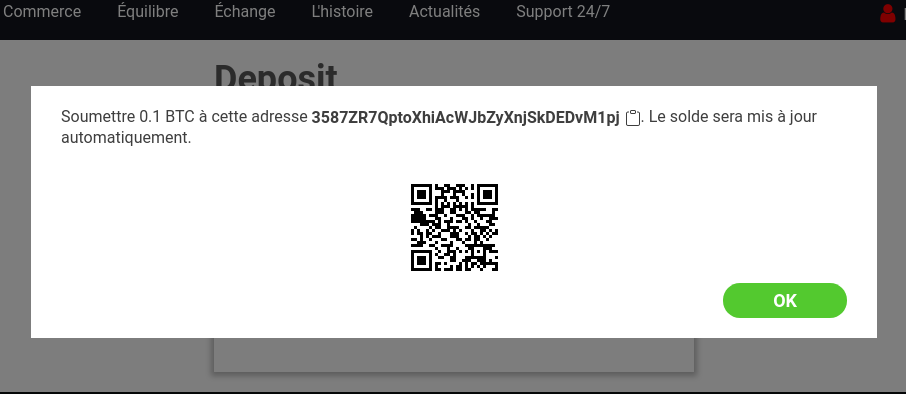 Commerce Équilibre Échange L'histoire Actualités Support 24/7
Deposit
Soumettre 0.1 BTC à cette adresse 3587ZR7QptoXhiAcWJbZyXnjSkDEDvM1pj. Le solde sera mis à jour
automatiquement.
OK